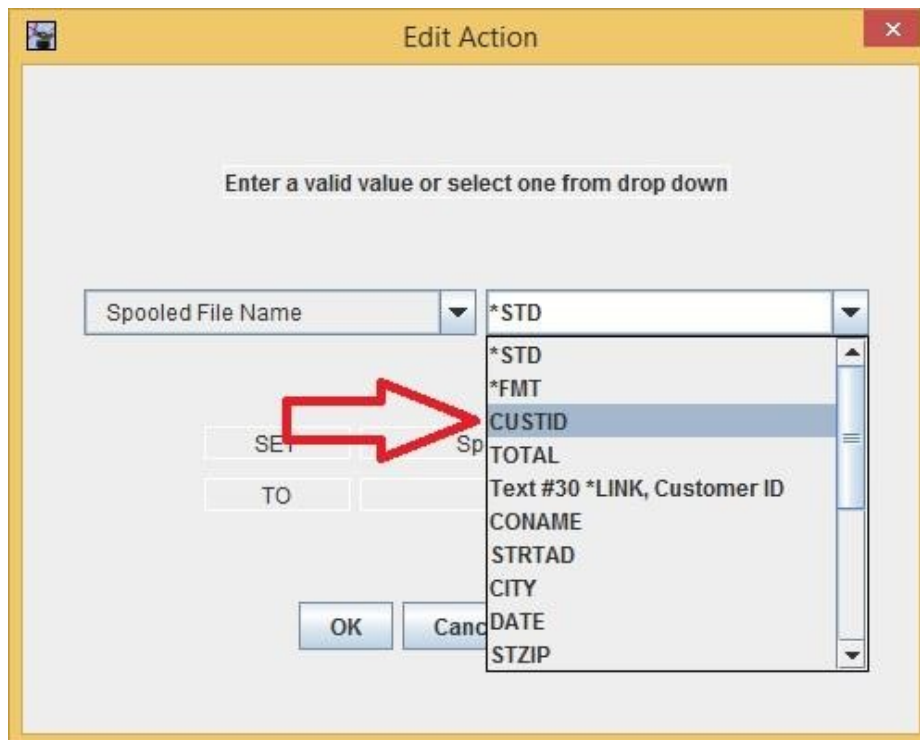 Edit Action
Enter a valid value or select one from drop down
Spooled File Name
*STD
*STD
*FMT
CUSTID
SET
TOTAL
TO
Text #30 *LINK, Customer ID
CONAME
STRTAD
CITY
OK
DATE
STZIP